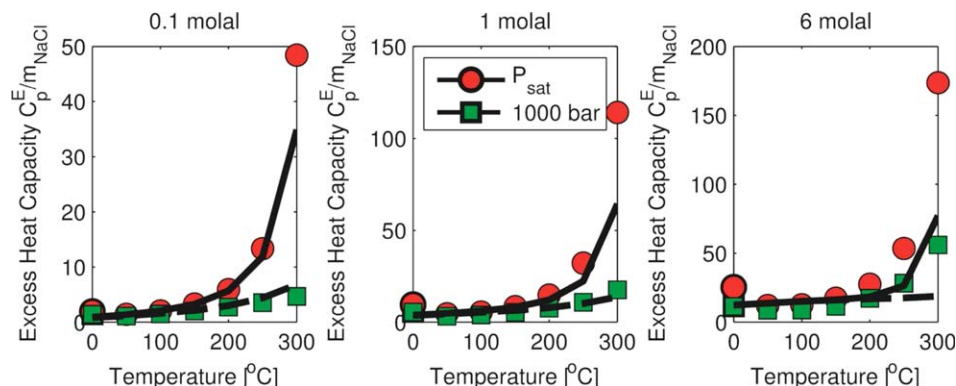 0.1 molal
1 molal
6 molal
Excess Heat Capacity C_p^E/m_NaCl
50
40
30
20
10
0
0
100
200
300
Temperature [°C]
Excess Heat Capacity C_p^E/m_NaCl
150
100
50
0
0
100
200
300
Temperature [°C]
P_sat
1000 bar
Excess Heat Capacity C_p^E/m_NaCl
200
150
100
50
0
0
100
200
300
Temperature [°C]